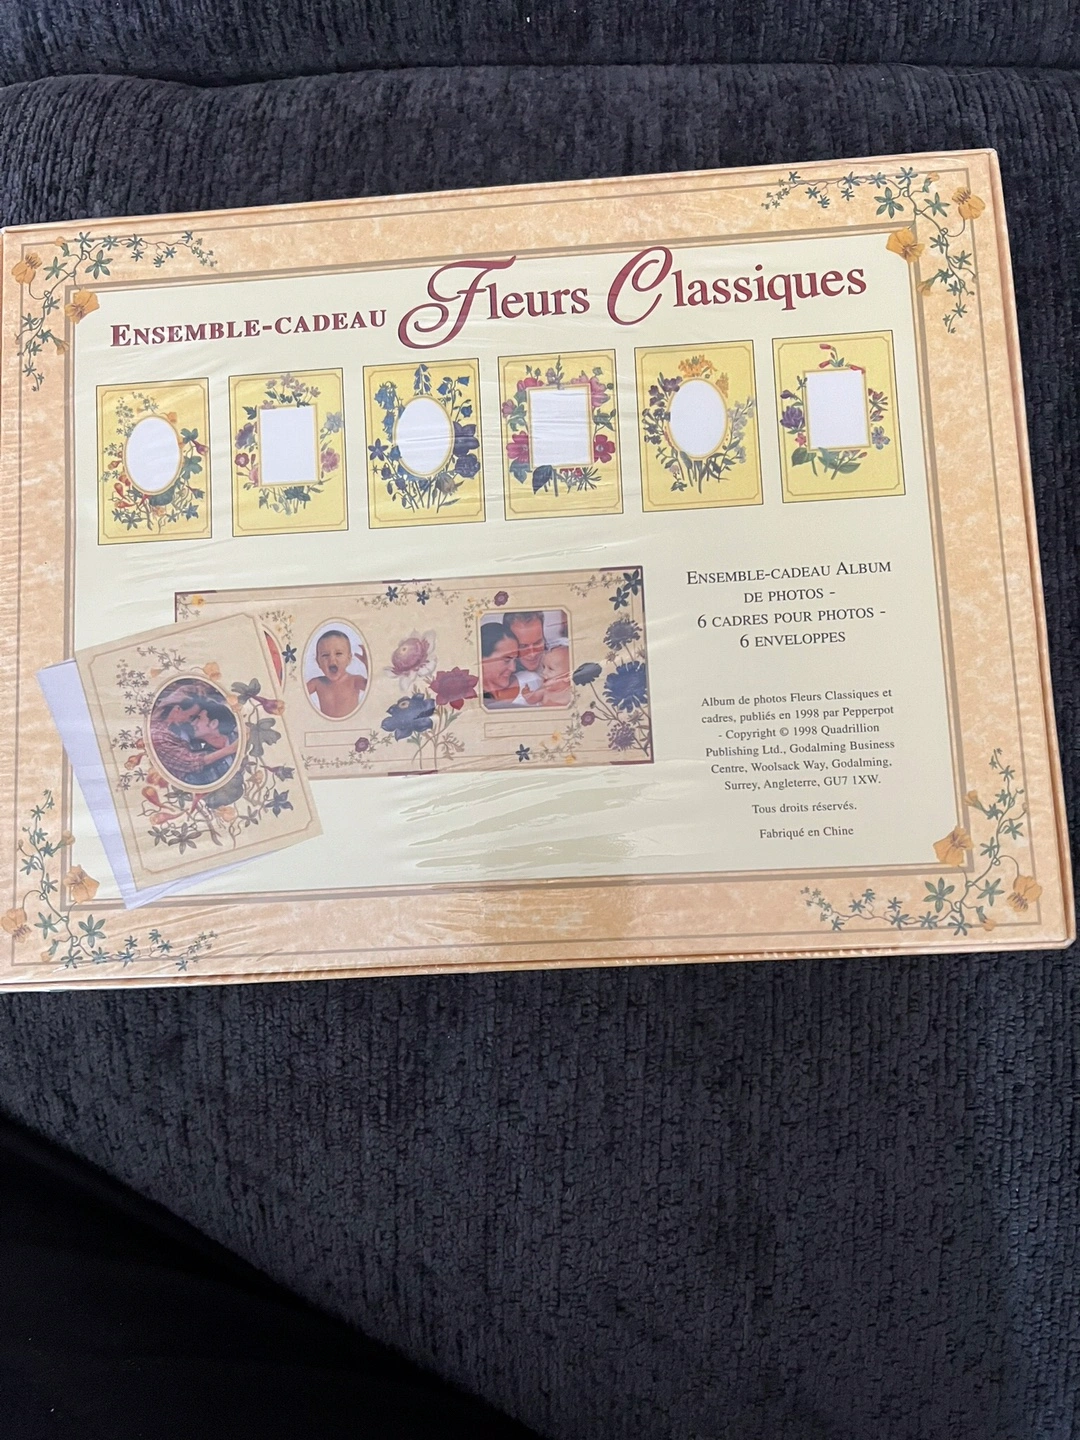 ENSEMBLE-CADEAU Fleurs Classiques
ENSEMBLE-CADEAU ALBUM
DE PHOTOS -
6 CADRES POUR PHOTOS -
6 ENVELOPPES
Album de photos Fleurs Classiques et
cadres, publiés en 1998 par Pepperpot
- Copyright © 1998 Quadrillion
Publishing Ltd., Godalming Business
Centre, Woolsack Way, Godalming,
Surrey, Angleterre, GU7 1XW.
Tous droits réservés.
Fabriqué en Chine